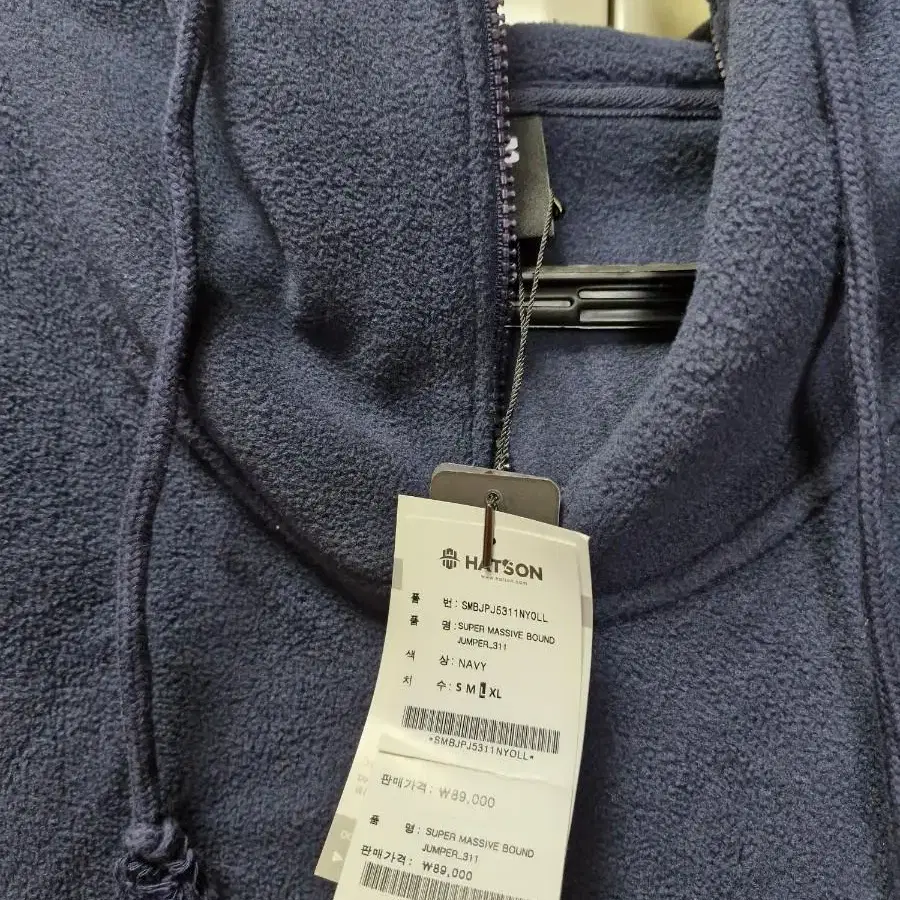 HATSON
www.hatson.com
품 번: SMBJPJ5311NYOLL
품 명: SUPER MASSIVE BOUND
JUMPER_311
색 상: NAVY
치 수: S M L XL
*SMBJPJ5311NYOLL*
판매가격: ₩89,000
품 명: SUPER MASSIVE BOUND
JUMPER_311
판매가격: ₩89,000